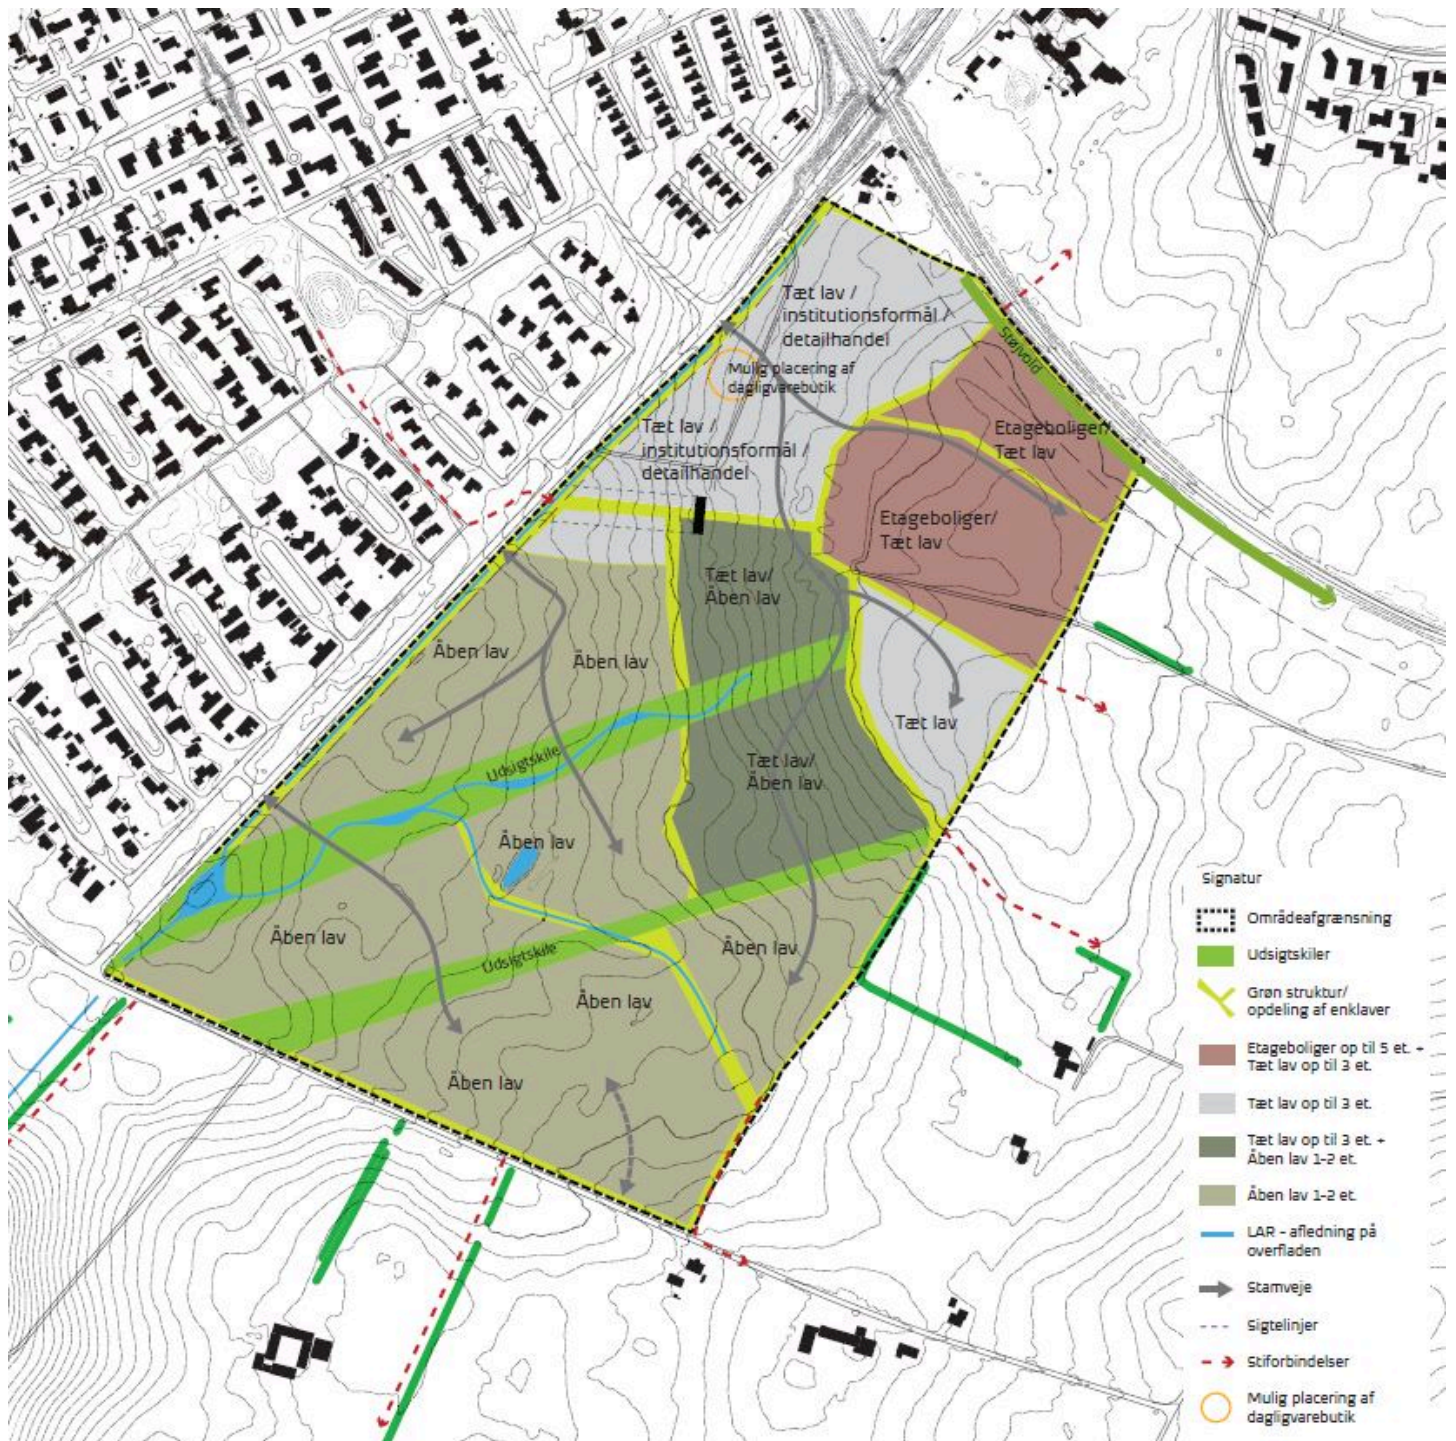 Tæt lav /
institutionsformål /
detailhandel
Støjvold
Mulig placering af
dagligvarebutik
Tæt lav /
institutionsformål /
detailhandel
Etageboliger/
Tæt lav
Etageboliger/
Tæt lav
Tæt lav/
Åben lav
Åben lav
Åben lav
Tæt lav
Udsigtskile
Tæt lav/
Åben lav
Åben lav
Åben lav
Udsigtskile
Åben lav
Åben lav
Åben lav
Signatur
Områdeafgrænsning
Udsigtskiler
Grøn struktur/
opdeling af enklaver
Etageboliger op til 5 et. +
Tæt lav op til 3 et.
Tæt lav op til 3 et.
Tæt lav op til 3 et. +
Åben lav 1-2 et.
Åben lav 1-2 et.
LAR - afledning på
overfladen
Stamveje
Sigtelinjer
Stiforbindelser
Mulig placering af
dagligvarebutik